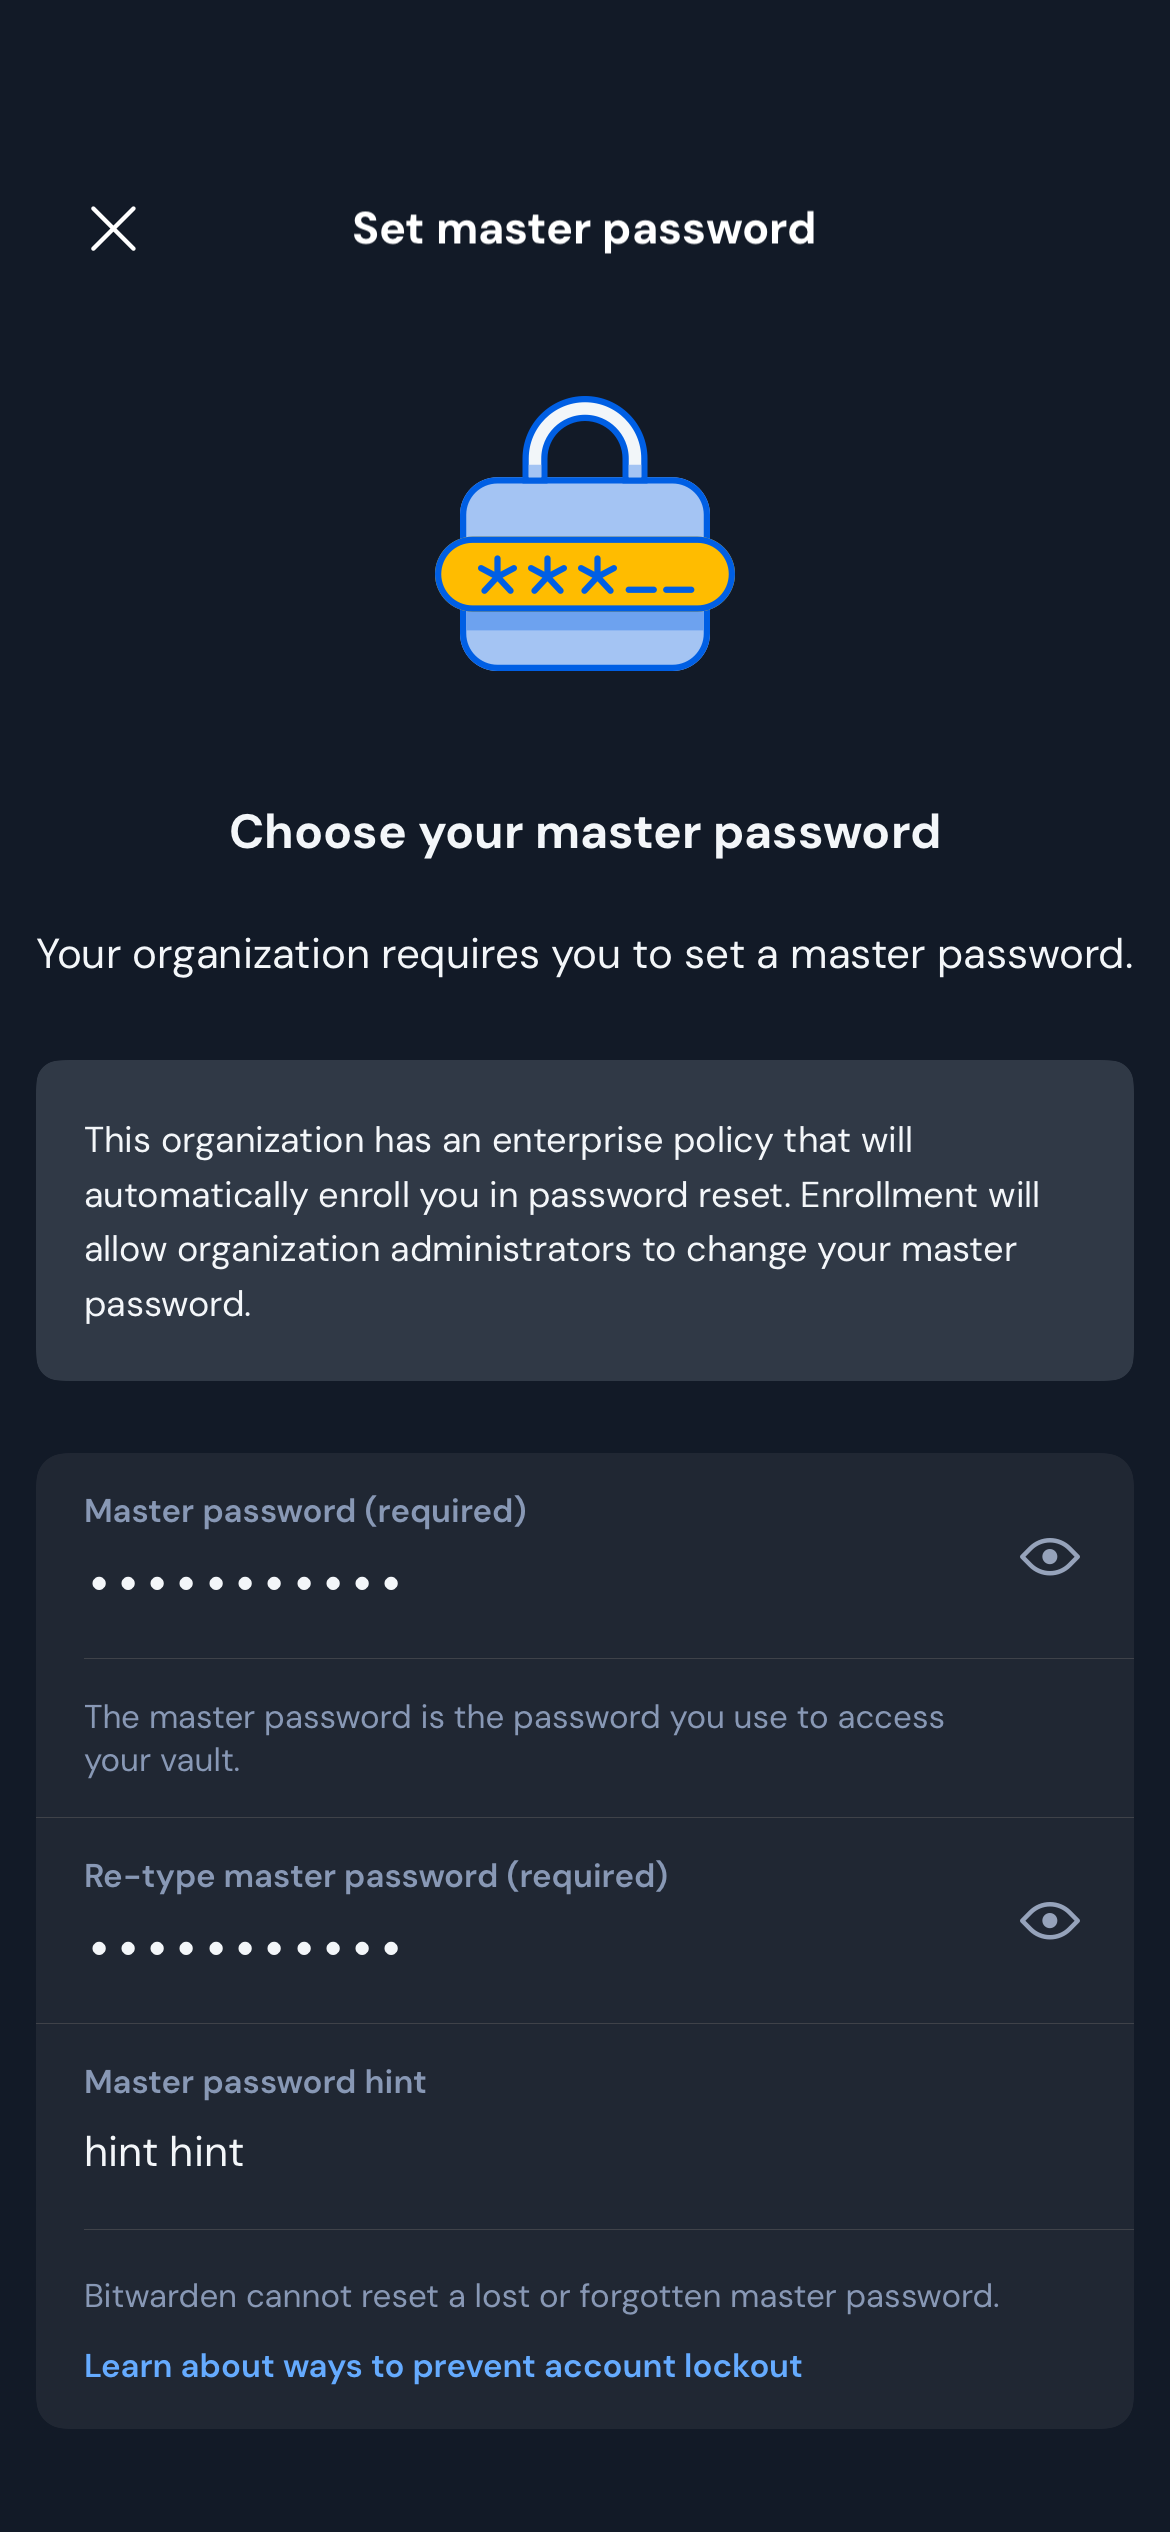 Set master password
***__
Choose your master password
Your organization requires you to set a master password.
This organization has an enterprise policy that will
automatically enroll you in password reset. Enrollment will
allow organization administrators to change your master
password.
Master password (required)
•••••••••••
The master password is the password you use to access
your vault.
Re-type master password (required)
•••••••••••
Master password hint
hint hint
Bitwarden cannot reset a lost or forgotten master password.
Learn about ways to prevent account lockout